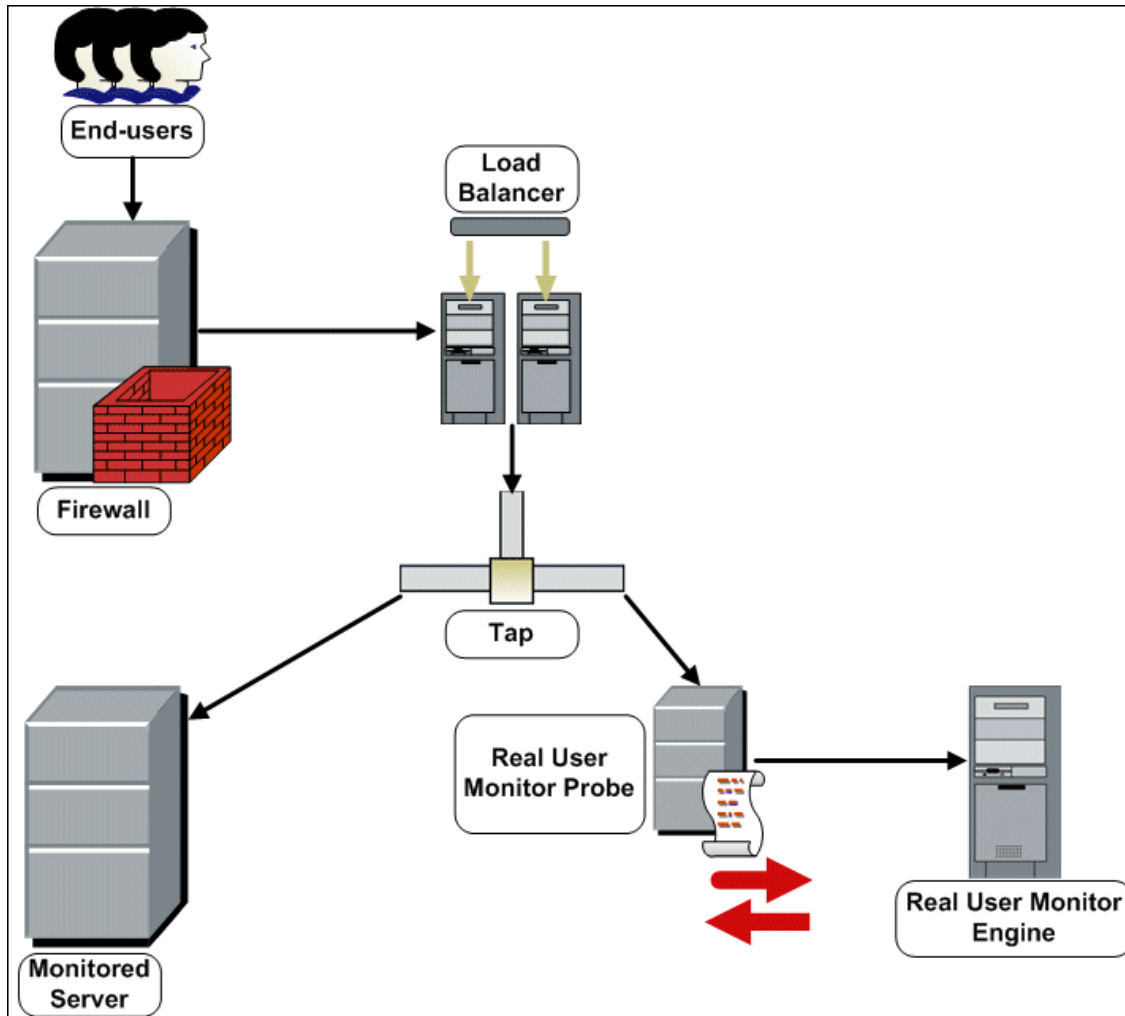 End-users
Load
Balancer
Firewall
Tap
Real User
Monitor Probe
Real User Monitor
Engine
Monitored
Server